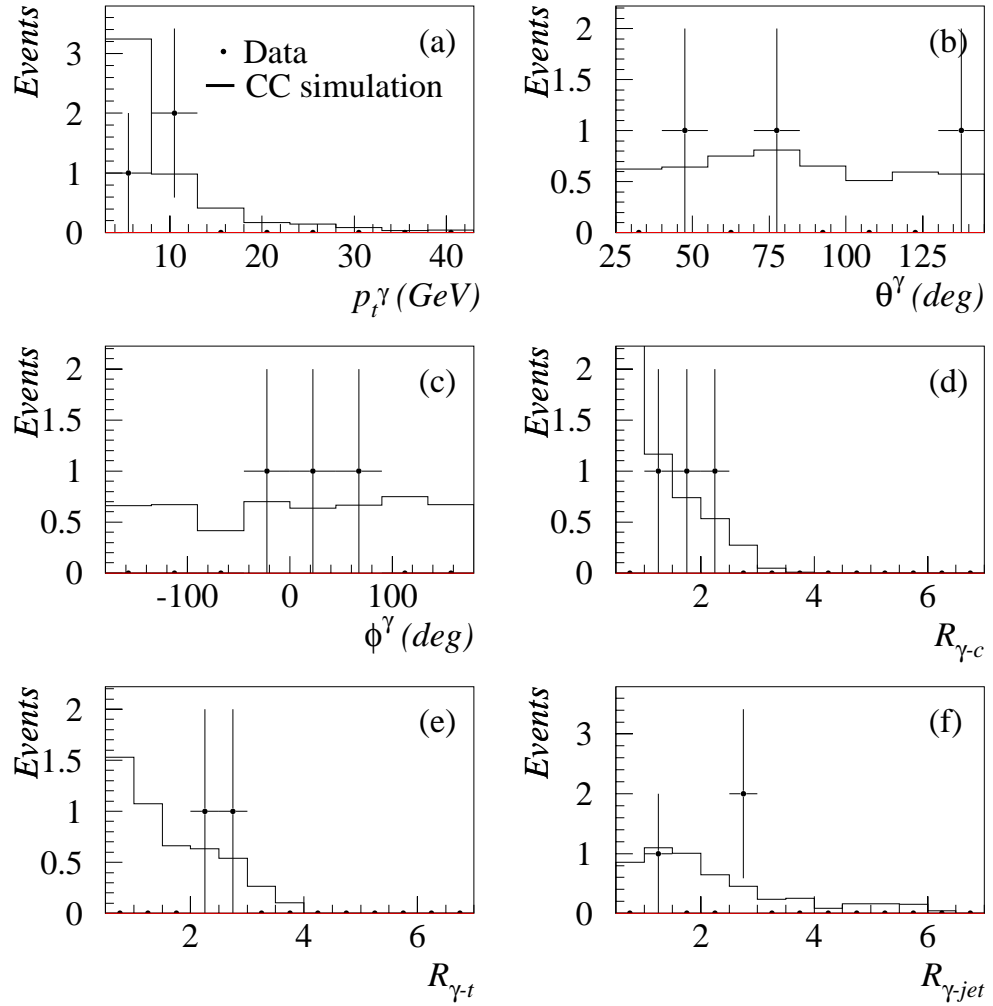 Events
3
2
1
0
(a)
Data
CC simulation
10 20 30 40
p_t^γ (GeV)
Events
2
1.5
1
0.5
0
(b)
25 50 75 100 125
θ^γ (deg)
Events
2
1.5
1
0.5
0
(c)
-100 0 100
ϕ^γ (deg)
Events
2
1.5
1
0.5
0
(d)
2 4 6
R_γ-c
Events
2
1.5
1
0.5
0
(e)
2 4 6
R_γ-t
Events
3
2
1
0
(f)
2 4 6
R_γ-jet